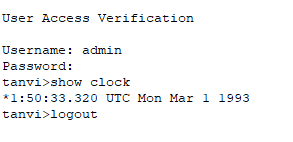 User Access Verification
Username: admin
Password:
tanvi>show clock
*1:50:33.320 UTC Mon Mar 1 1993
tanvi>logout